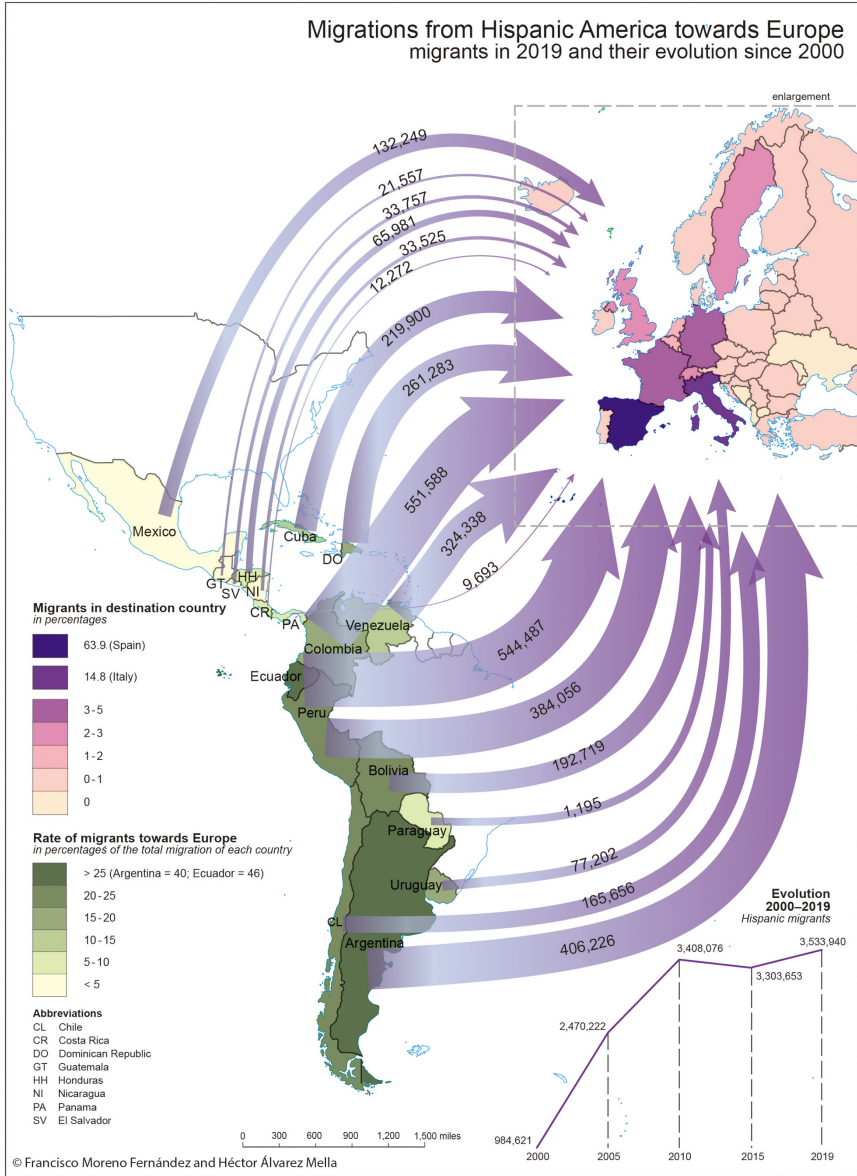 Migrations from Hispanic America towards Europe
migrants in 2019 and their evolution since 2000
enlargement
132,249
21,557
33,757
65,981
33,525
12,272
219,900
261,283
551,588
324,338
9,693
544,487
384,056
192,719
1,195
77,202
165,656
406,226
Mexico
Cuba
DO
GT
HH
SV
NI
CR
PA
Venezuela
Colombia
Ecuador
Peru
Bolivia
Paraguay
Uruguay
CL
Argentina
Migrants in destination country
in percentages
63.9 (Spain)
14.8 (Italy)
3-5
2-3
1-2
0-1
0
Rate of migrants towards Europe
in percentages of the total migration of each country
> 25 (Argentina = 40; Ecuador = 46)
20-25
15-20
10-15
5-10
< 5
Abbreviations
CL Chile
CR Costa Rica
DO Dominican Republic
GT Guatemala
HH Honduras
NI Nicaragua
PA Panama
SV El Salvador
Evolution
2000–2019
Hispanic migrants
984,621
2,470,222
3,408,076
3,303,653
3,533,940
2000 2005 2010 2015 2019
0 300 600 900 1,200 1,500 miles
© Francisco Moreno Fernández and Héctor Álvarez Mella